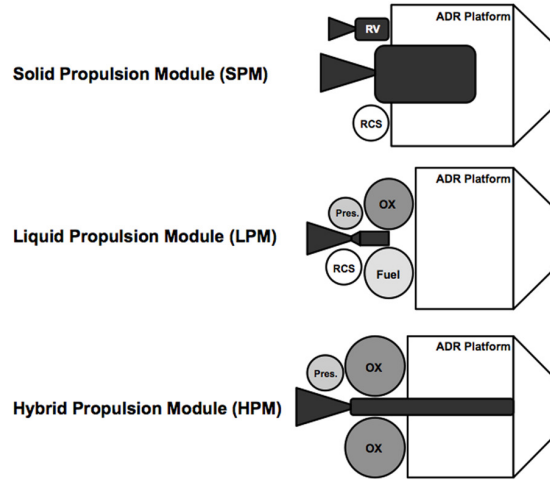 ADR Platform
RV
Solid Propulsion Module (SPM)
RCS
ADR Platform
OX
Pres.
Liquid Propulsion Module (LPM)
RCS
Fuel
ADR Platform
OX
Pres.
Hybrid Propulsion Module (HPM)
OX